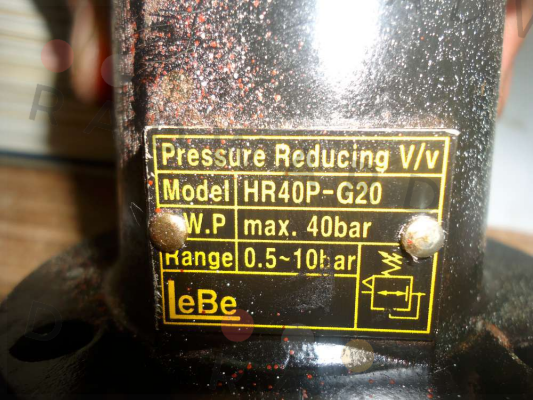 Pressure Reducing V/v
Model HR40P-G20
W.P max. 40bar
Range 0.5~10bar
LeBe